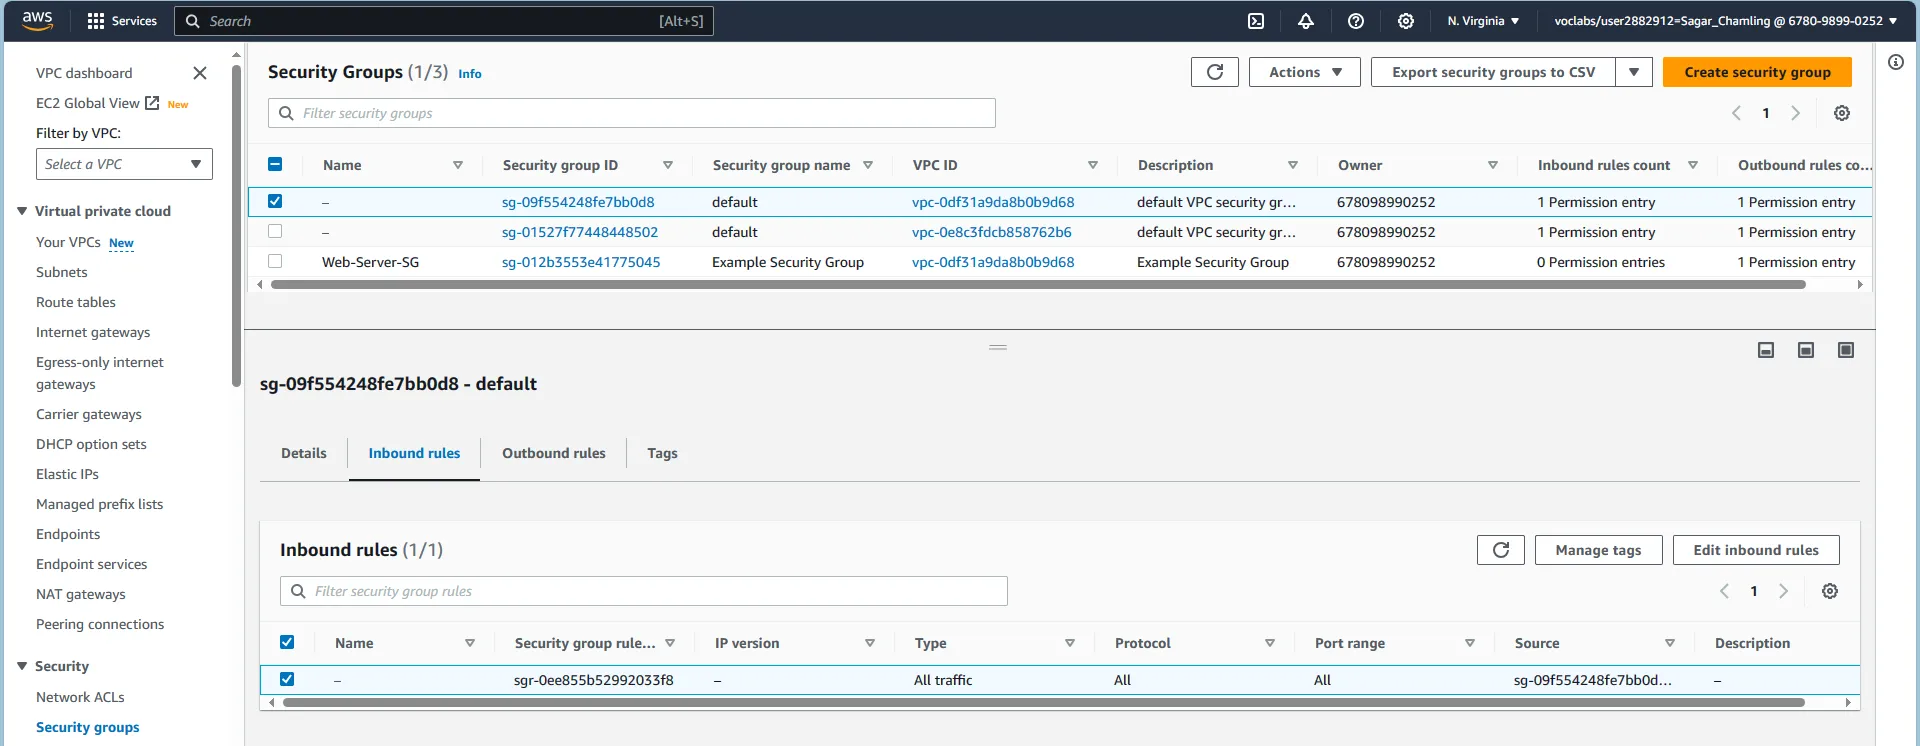 aws Services Search [Alt+S] N. Virginia voclabs/user2882912=Sagar_Chamling @ 6780-9899-0252
VPC dashboard
EC2 Global View New
Filter by VPC:
Select a VPC
Virtual private cloud
Your VPCs New
Subnets
Route tables
Internet gateways
Egress-only internet
gateways
Carrier gateways
DHCP option sets
Elastic IPs
Managed prefix lists
Endpoints
Endpoint services
NAT gateways
Peering connections
Security
Network ACLs
Security groups
Security Groups (1/3) Info Actions Export security groups to CSV Create security group
Filter security groups 1
Name Security group ID Security group name VPC ID Description Owner Inbound rules count Outbound rules co...
– sg-09f554248fe7bb0d8 default vpc-0df31a9da8b0b9d68 default VPC security gr... 678098990252 1 Permission entry 1 Permission entry
– sg-01527f77448448502 default vpc-0e8c3fdcb858762b6 default VPC security gr... 678098990252 1 Permission entry 1 Permission entry
Web-Server-SG sg-012b3553e41775045 Example Security Group vpc-0df31a9da8b0b9d68 Example Security Group 678098990252 0 Permission entries 1 Permission entry
sg-09f554248fe7bb0d8 - default
Details Inbound rules Outbound rules Tags
Inbound rules (1/1) Manage tags Edit inbound rules
Filter security group rules 1
Name Security group rule... IP version Type Protocol Port range Source Description
– sgr-0ee855b52992033f8 – All traffic All All sg-09f554248fe7bb0d... –